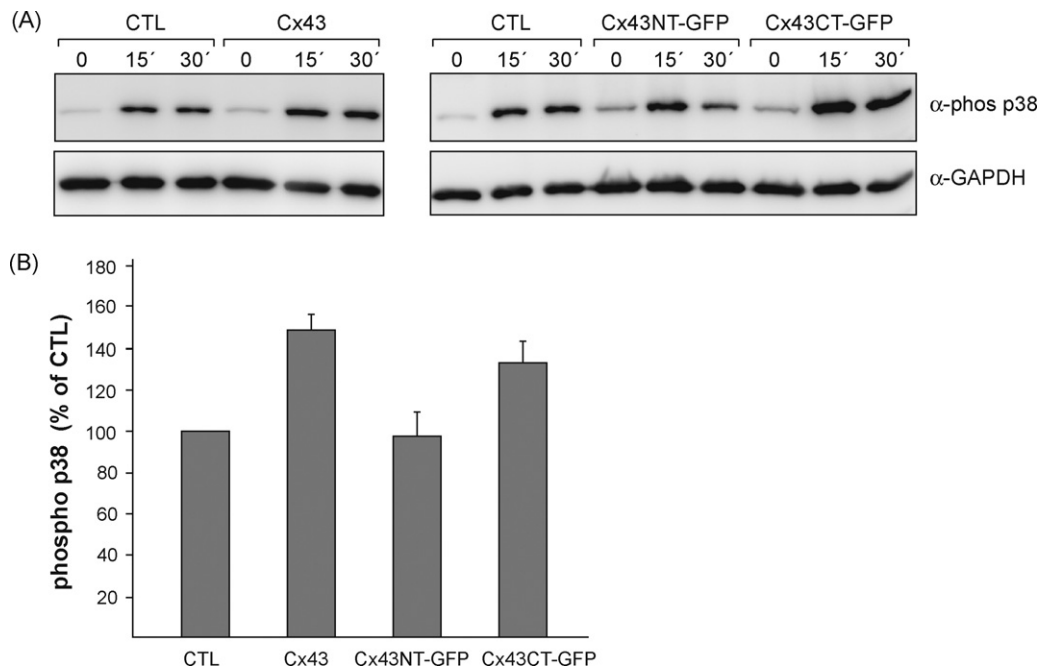 (A)
CTL Cx43 CTL Cx43NT-GFP Cx43CT-GFP
0 15´ 30´ 0 15´ 30´ 0 15´ 30´ 0 15´ 30´ 0 15´ 30´
α-phos p38
α-GAPDH
(B)
phospho p38 (% of CTL)
180
160
140
120
100
80
60
40
20
CTL Cx43 Cx43NT-GFP Cx43CT-GFP